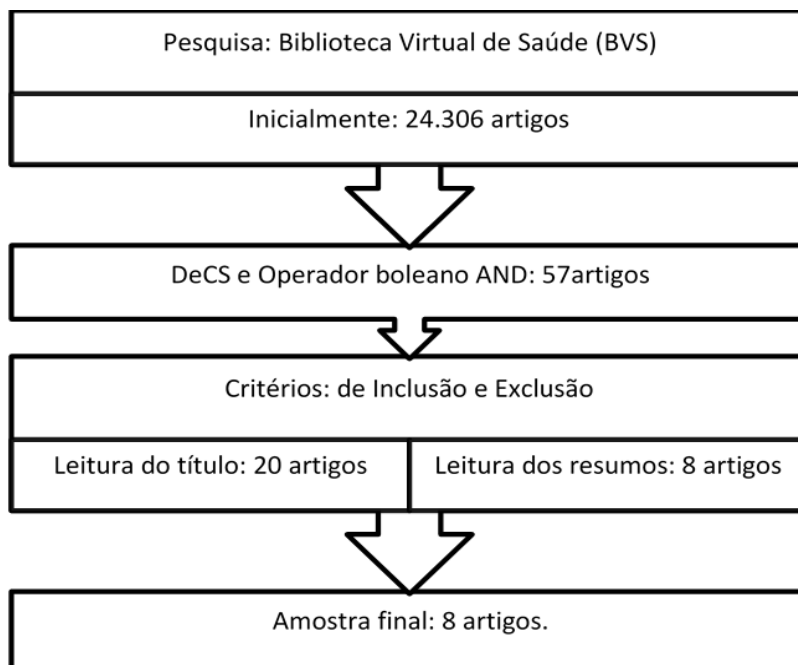 Pesquisa: Biblioteca Virtual de Saúde (BVS)
Inicialmente: 24.306 artigos
DeCS e Operador boleano AND: 57artigos
Critérios: de Inclusão e Exclusão
Leitura do título: 20 artigos
Leitura dos resumos: 8 artigos
Amostra final: 8 artigos.